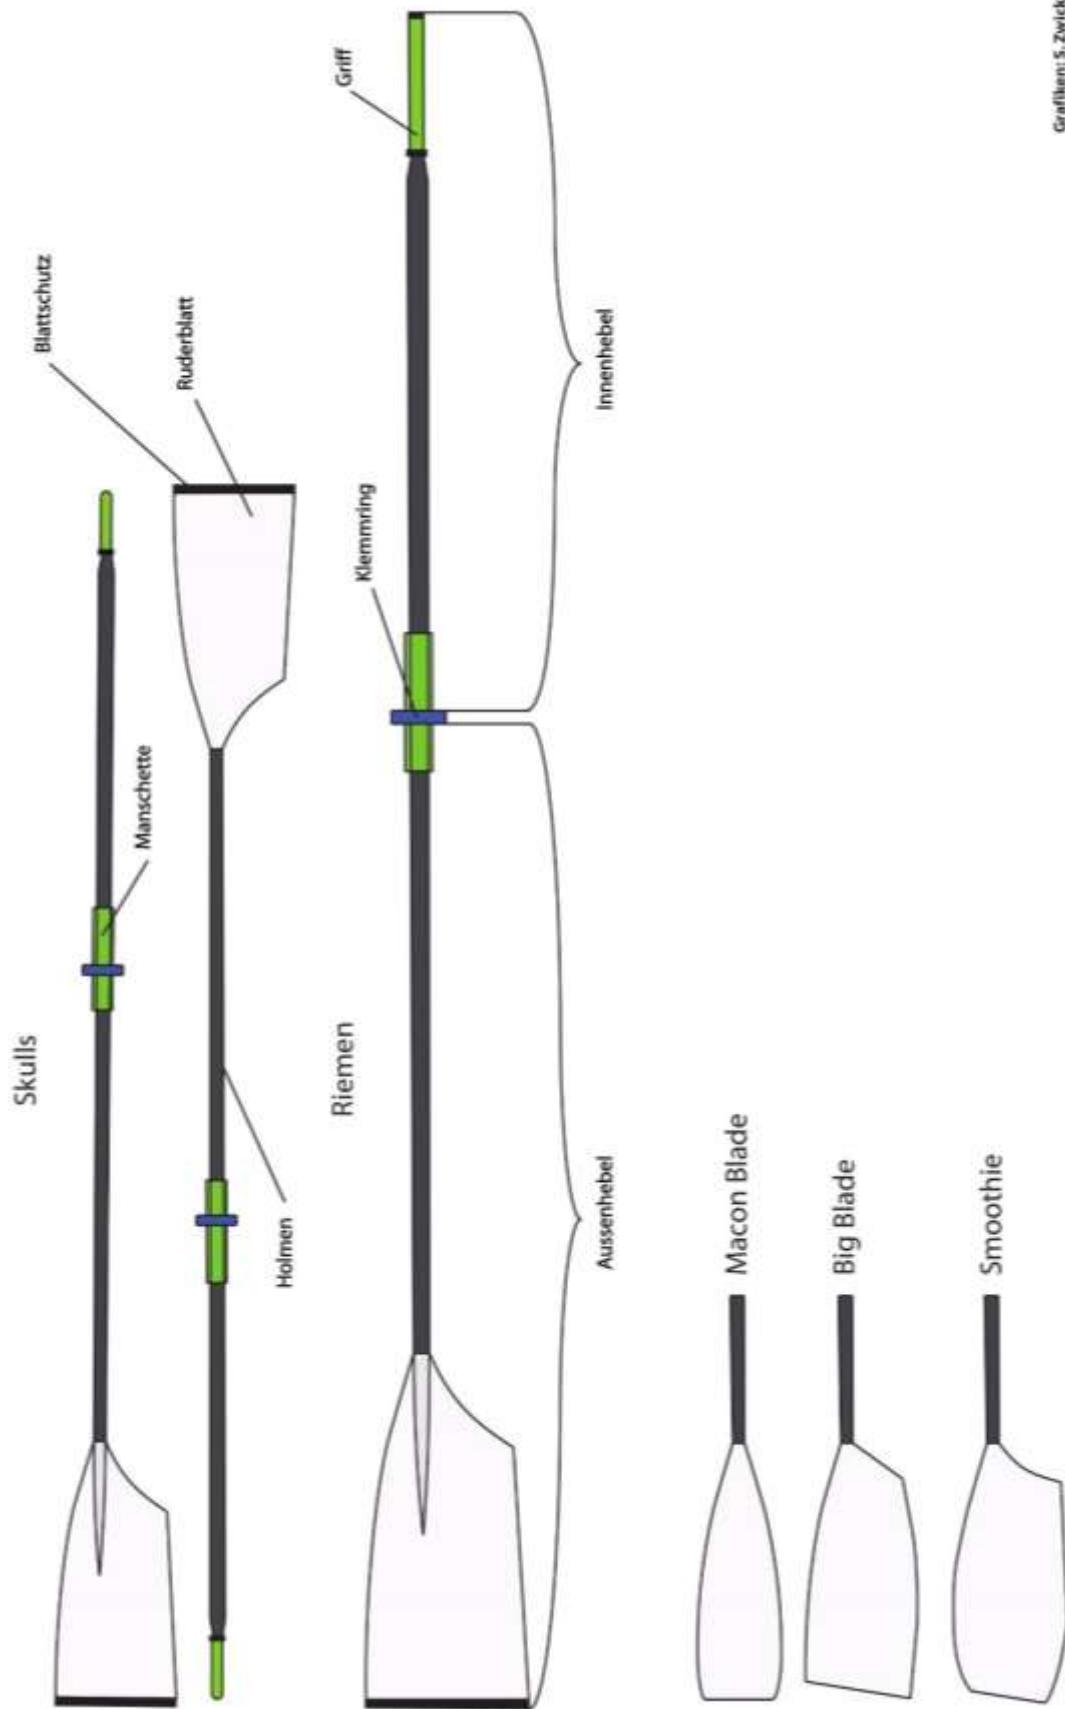 Skulls
Blattschutz
Ruderblatt
Manschette
Holmen
Riemen
Griff
Klemmring
Innenhebel
Aussenhebel
Macon Blade
Big Blade
Smoothie
Grafiken: S. Zwick